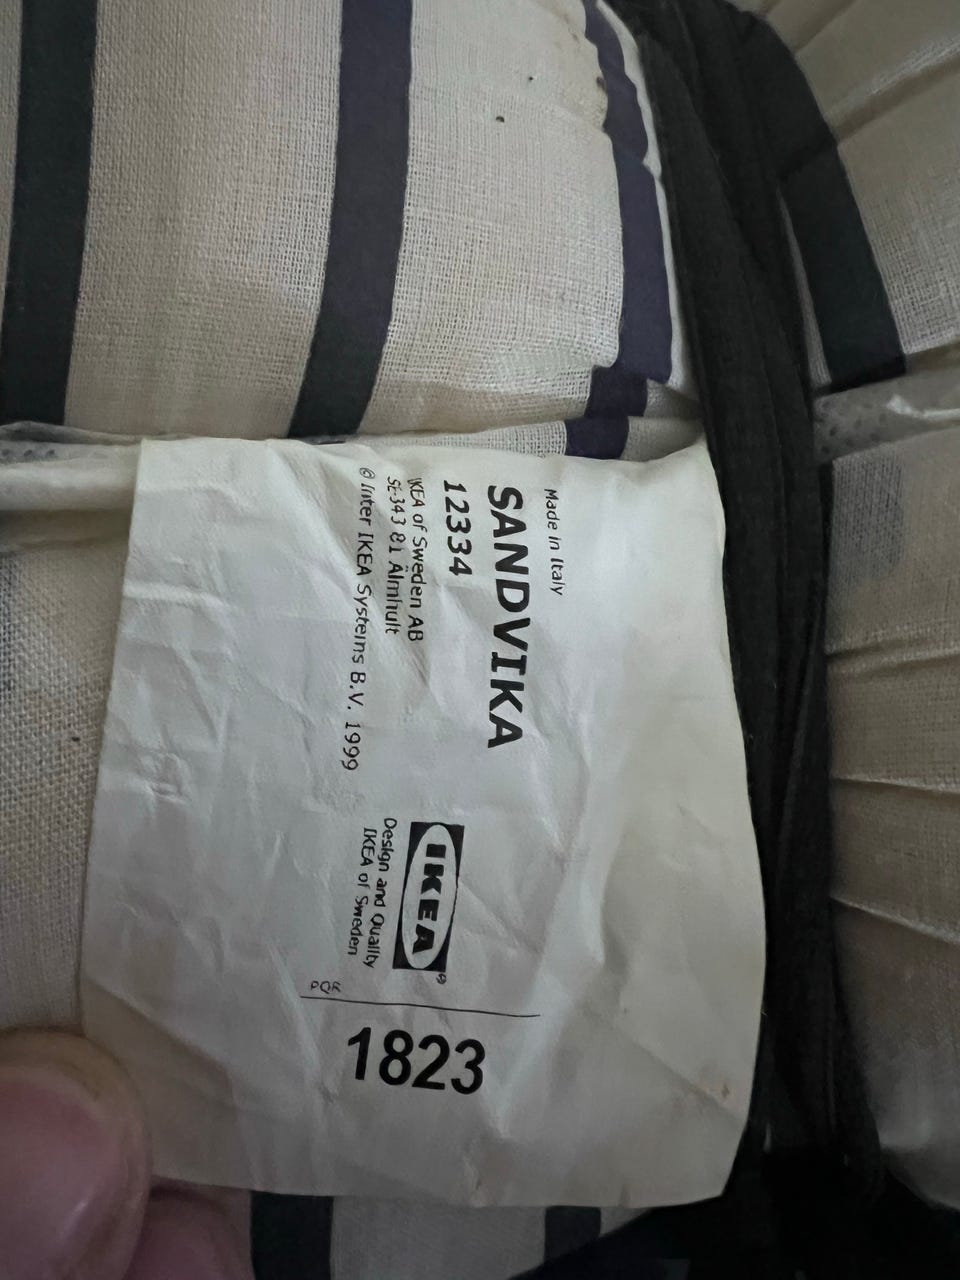 Made in Italy
SANDVIKA
12334
IKEA of Sweden AB
SE-343 81 Älmhult
© Inter IKEA Systems B.V. 1999
IKEA®
Design and Quality
IKEA of Sweden
PQR
1823